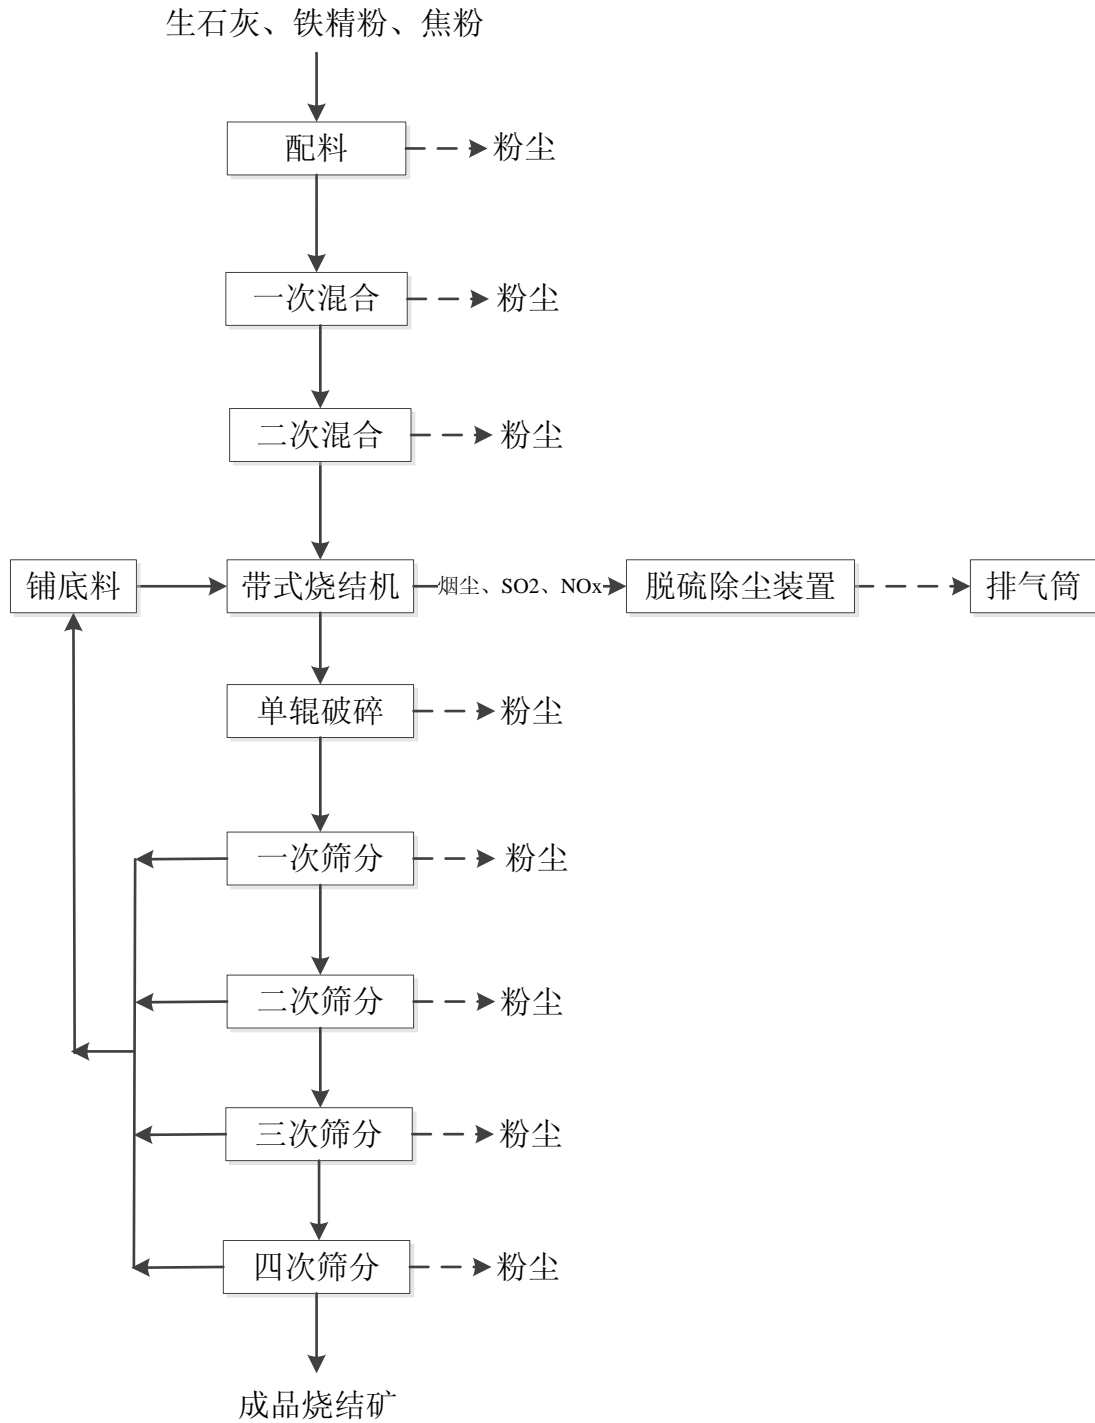 生石灰、铁精粉、焦粉
配料
粉尘
一次混合
粉尘
二次混合
粉尘
铺底料
带式烧结机
烟尘、SO2、NOx
脱硫除尘装置
排气筒
单辊破碎
粉尘
一次筛分
粉尘
二次筛分
粉尘
三次筛分
粉尘
四次筛分
粉尘
成品烧结矿